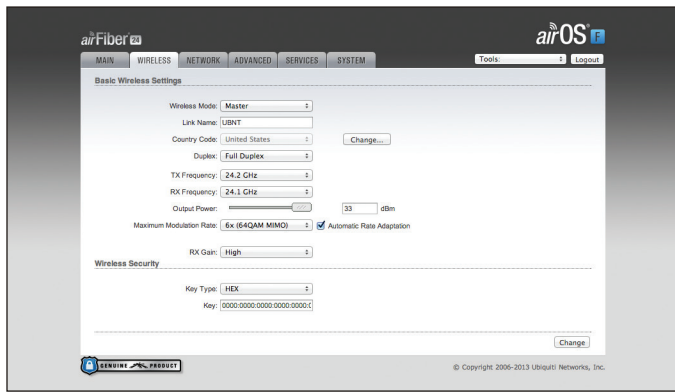 airFiber 24
airOS F
MAIN WIRELESS NETWORK ADVANCED SERVICES SYSTEM Tools: Logout
Basic Wireless Settings
Wireless Mode: Master
Link Name: UBNT
Country Code: United States Change...
Duplex: Full Duplex
TX Frequency: 24.2 GHz
RX Frequency: 24.1 GHz
Output Power: 33 dBm
Maximum Modulation Rate: 6x (64QAM MIMO) Automatic Rate Adaptation
RX Gain: High
Wireless Security
Key Type: HEX
Key: 0000:0000:0000:0000:0000:0
Change
GENUINE PRODUCT
© Copyright 2006-2013 Ubiquiti Networks, Inc.